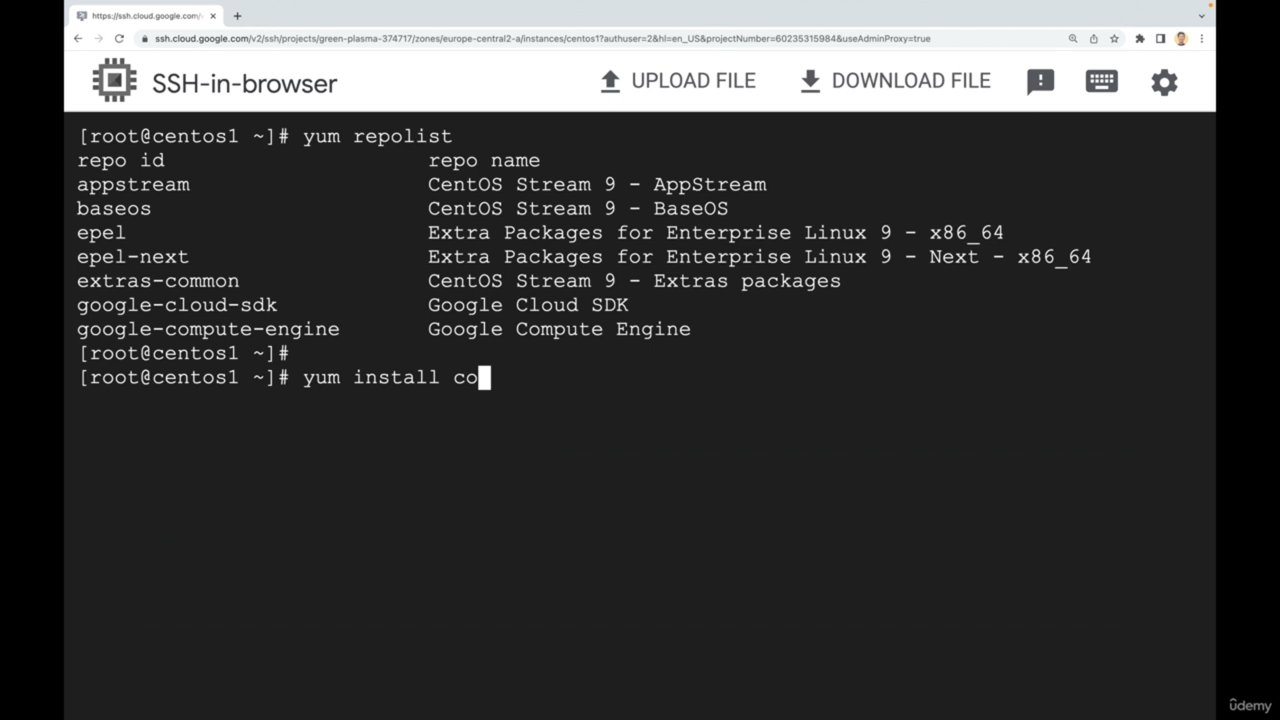 https://ssh.cloud.google.com/v
ssh.cloud.google.com/v2/ssh/projects/green-plasma-374717/zones/europe-central2-a/instances/centos1?authuser=2&hl=en_US&projectNumber=60235315984&useAdminProxy=true
SSH-in-browser UPLOAD FILE DOWNLOAD FILE
[root@centos1 ~]# yum repolist
repo id repo name
appstream CentOS Stream 9 - AppStream
baseos CentOS Stream 9 - BaseOS
epel Extra Packages for Enterprise Linux 9 - x86_64
epel-next Extra Packages for Enterprise Linux 9 - Next - x86_64
extras-common CentOS Stream 9 - Extras packages
google-cloud-sdk Google Cloud SDK
google-compute-engine Google Compute Engine
[root@centos1 ~]#
[root@centos1 ~]# yum install co
ûdemy